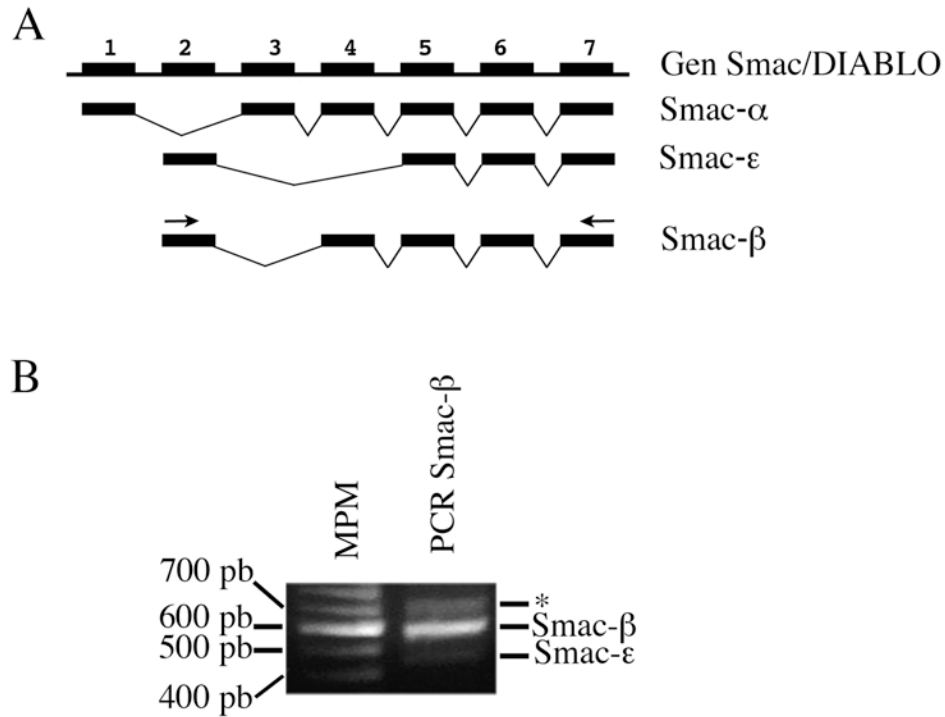 A
1 2 3 4 5 6 7
Gen Smac/DIABLO
Smac-α
Smac-ε
Smac-β
B
MPM
PCR Smac-β
700 pb
600 pb
500 pb
400 pb
*
Smac-β
Smac-ε